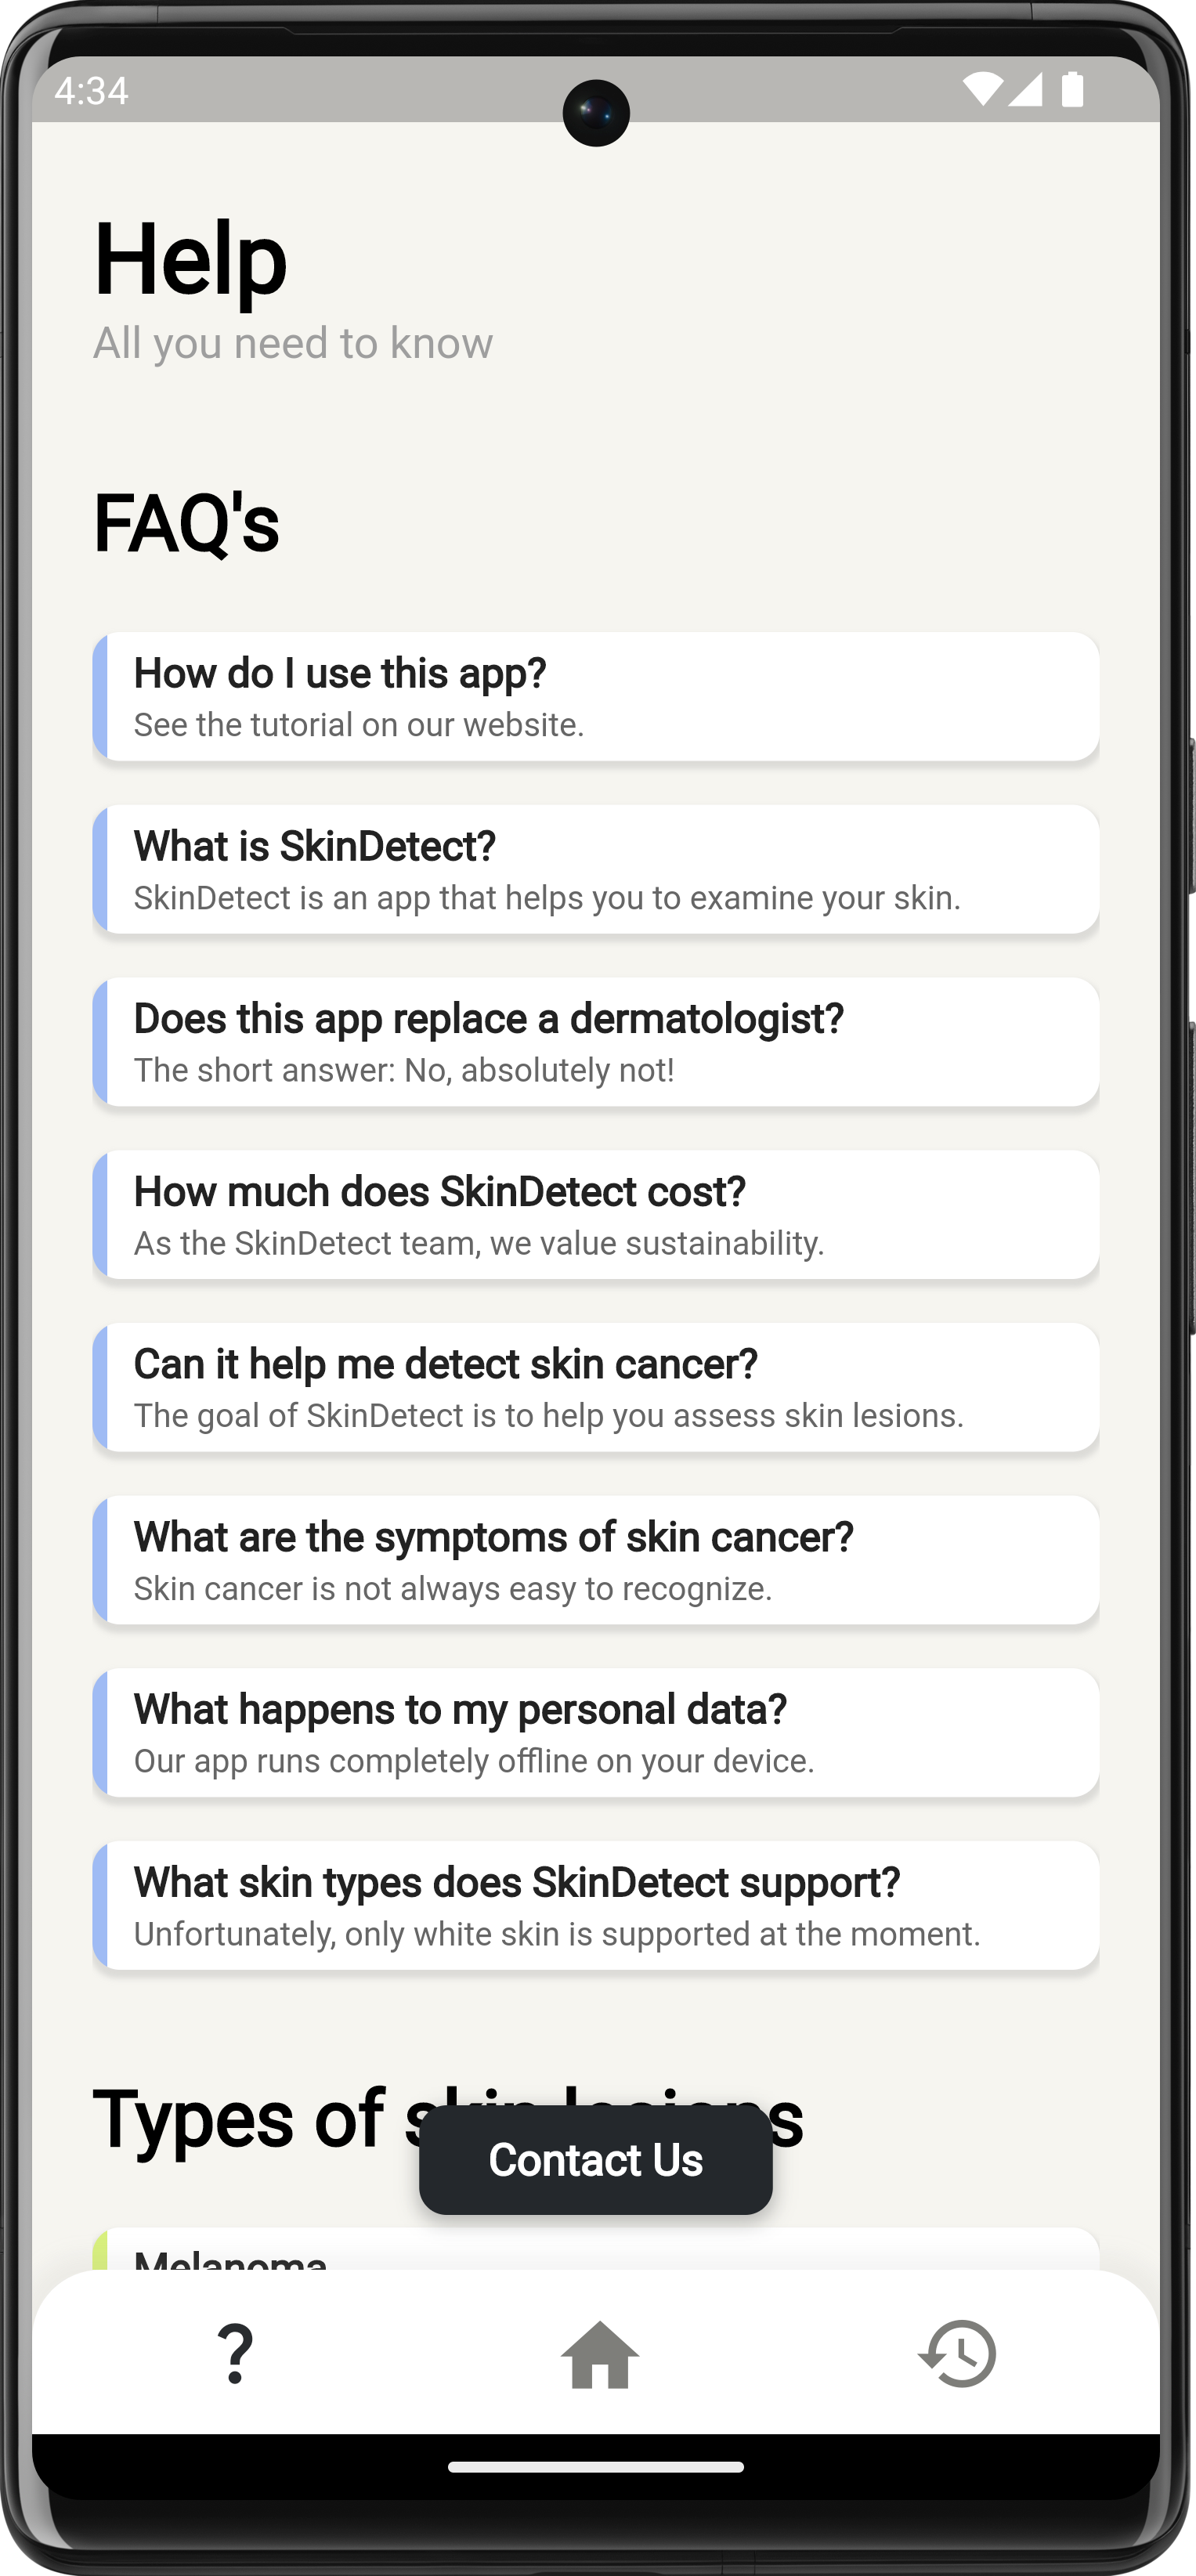 4:34
Help
All you need to know
FAQ's
How do I use this app?
See the tutorial on our website.
What is SkinDetect?
SkinDetect is an app that helps you to examine your skin.
Does this app replace a dermatologist?
The short answer: No, absolutely not!
How much does SkinDetect cost?
As the SkinDetect team, we value sustainability.
Can it help me detect skin cancer?
The goal of SkinDetect is to help you assess skin lesions.
What are the symptoms of skin cancer?
Skin cancer is not always easy to recognize.
What happens to my personal data?
Our app runs completely offline on your device.
What skin types does SkinDetect support?
Unfortunately, only white skin is supported at the moment.
Types of skin lesions
Contact Us
Melanoma
?